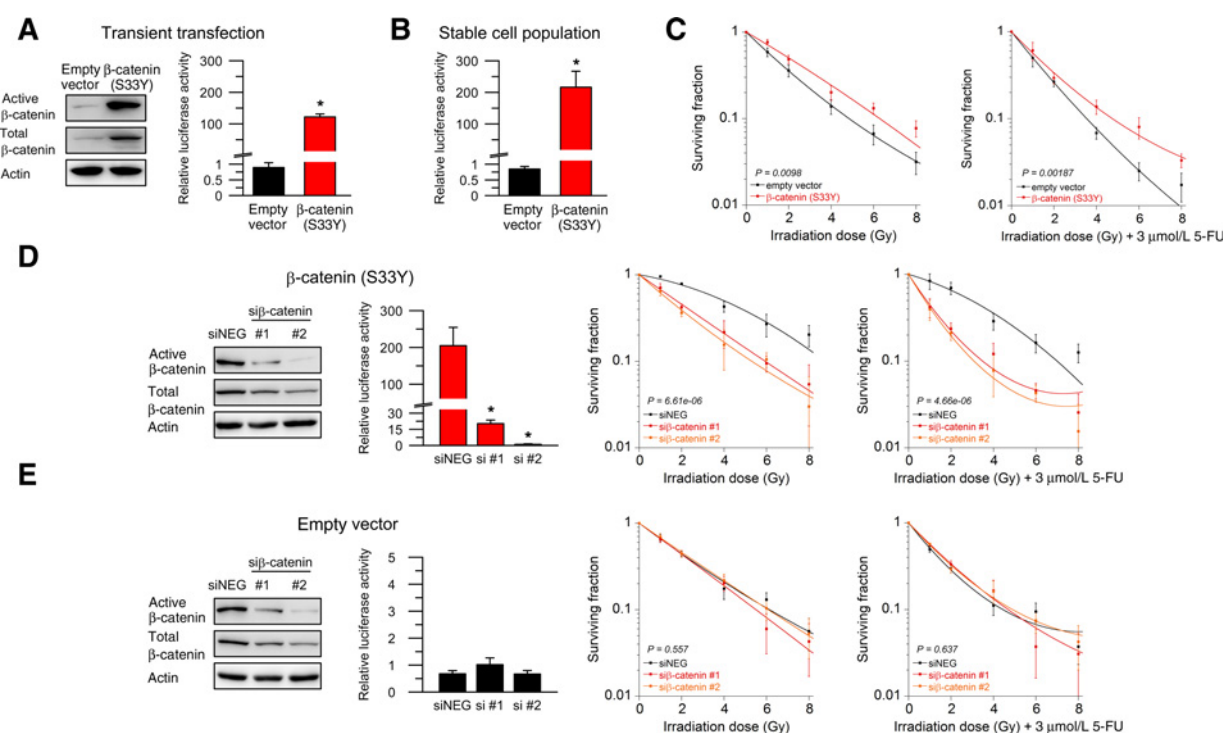 A
Transient transfection
Empty vector
β-catenin (S33Y)
Active β-catenin
Total β-catenin
Actin
Relative luciferase activity
300
200
100
1
0.5
0
*
Empty vector
β-catenin (S33Y)
B
Stable cell population
Relative luciferase activity
300
200
100
1
0.5
0
*
Empty vector
β-catenin (S33Y)
C
Surviving fraction
1
0.1
0.01
P = 0.0098
empty vector
β-catenin (S33Y)
0 2 4 6 8
Irradiation dose (Gy)
Surviving fraction
1
0.1
0.01
P = 0.00187
empty vector
β-catenin (S33Y)
0 2 4 6 8
Irradiation dose (Gy) + 3 μmol/L 5-FU
D
β-catenin (S33Y)
siβ-catenin
siNEG #1 #2
Active β-catenin
Total β-catenin
Actin
Relative luciferase activity
300
200
100
30
15
0
* *
siNEG si #1 si #2
Surviving fraction
1
0.1
0.01
P = 6.61e-06
siNEG
siβ-catenin #1
siβ-catenin #2
0 2 4 6 8
Irradiation dose (Gy)
Surviving fraction
1
0.1
0.01
P = 4.66e-06
siNEG
siβ-catenin #1
siβ-catenin #2
0 2 4 6 8
Irradiation dose (Gy) + 3 μmol/L 5-FU
E
Empty vector
siβ-catenin
siNEG #1 #2
Active β-catenin
Total β-catenin
Actin
Relative luciferase activity
5
4
3
2
1
0
siNEG si #1 si #2
Surviving fraction
1
0.1
0.01
P = 0.557
siNEG
siβ-catenin #1
siβ-catenin #2
0 2 4 6 8
Irradiation dose (Gy)
Surviving fraction
1
0.1
0.01
P = 0.637
siNEG
siβ-catenin #1
siβ-catenin #2
0 2 4 6 8
Irradiation dose (Gy) + 3 μmol/L 5-FU